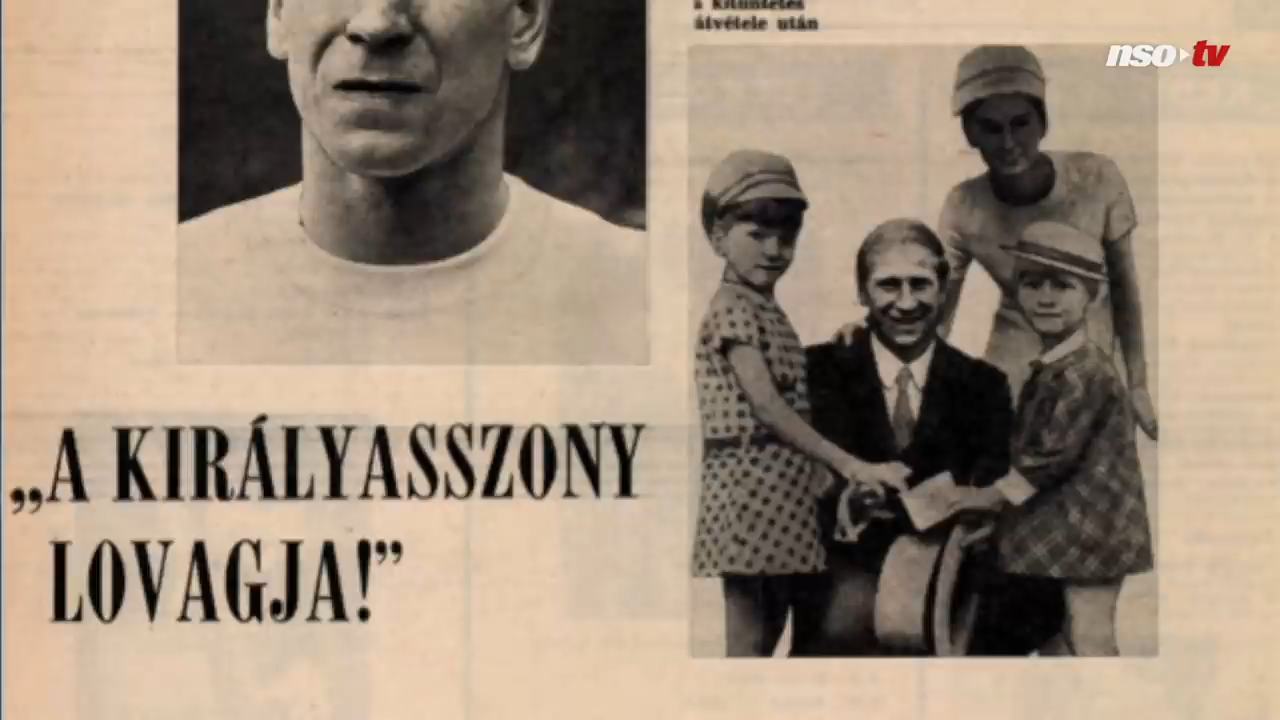 a kitüntetés
átvétele után
nso tv
„A KIRÁLYASSZONY
LOVAGJA!”